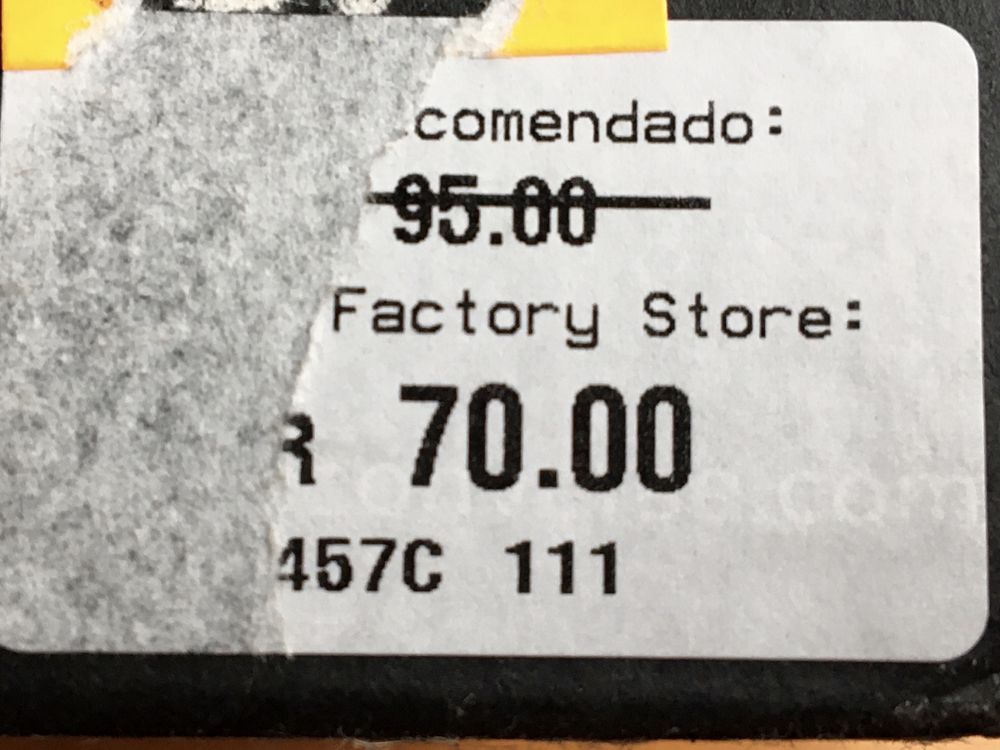 comendado:
95.00
Factory Store:
R 70.00
457C 111